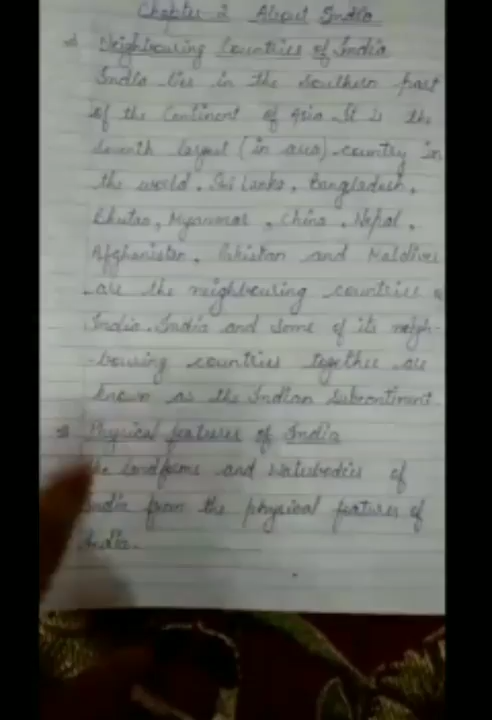 Chapter 2 About India
Neighbouring Countries of India
India lies in the Southern part
of the Continent of Asia. It is the
Seventh largest (in area) country in
the world. Sri Lanka, Bangladesh,
Bhutan, Myanmar, China, Nepal,
Afghanistan, Pakistan and Maldives
are the neighbouring countries
India. India and some of its neigh-
-bouring countries together are
known as the Indian Subcontinent
Physical features of India
The landforms and Waterbodies of
India from the physical features of
India.